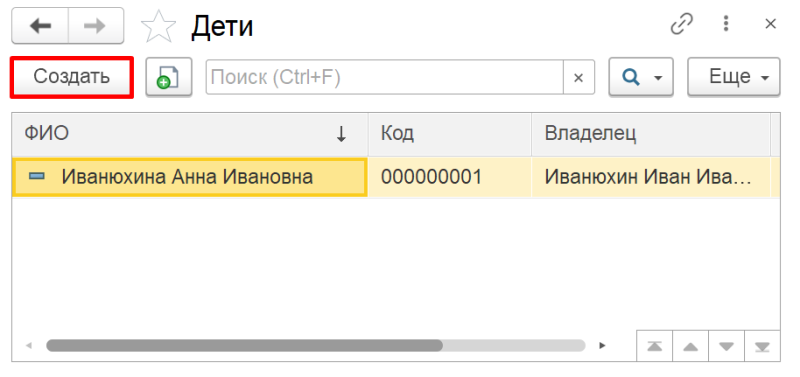 Дети
Создать Поиск (Ctrl+F) Еще
ФИО Код Владелец
Иванюхина Анна Ивановна 000000001 Иванюхин Иван Ива...